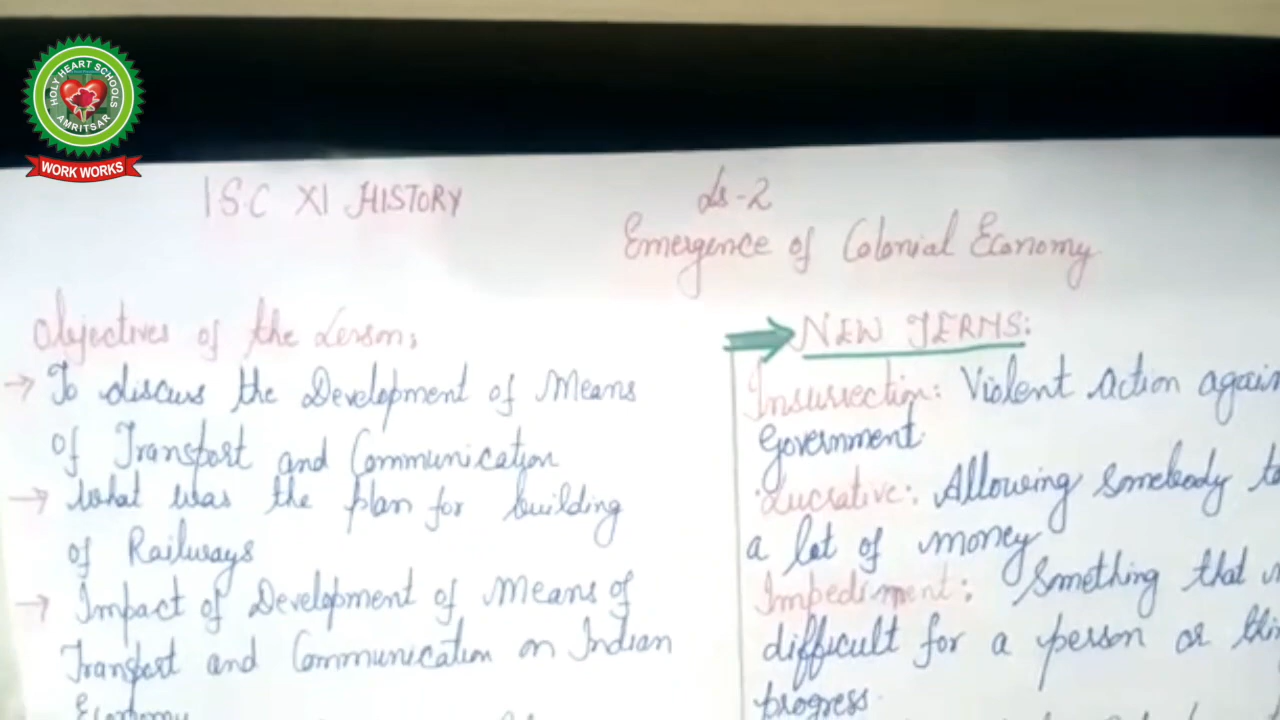 HOLY HEART SCHOOLS
AMRITSAR
WORK WORKS
ISC XI HISTORY
Ls-2
Emergence of Colonial Economy
Objectives of the Lesson:
→ To discuss the Development of Means
of Transport and Communication
→ What was the plan for building
of Railways
→ Impact of Development of Means of
Transport and Communication on Indian
Economy
NEW TERMS:
Insurrection: Violent action
government.
Lucrative: Allowing somebody
a lot of money
Impediment: Something that
difficult for a person or
progress.